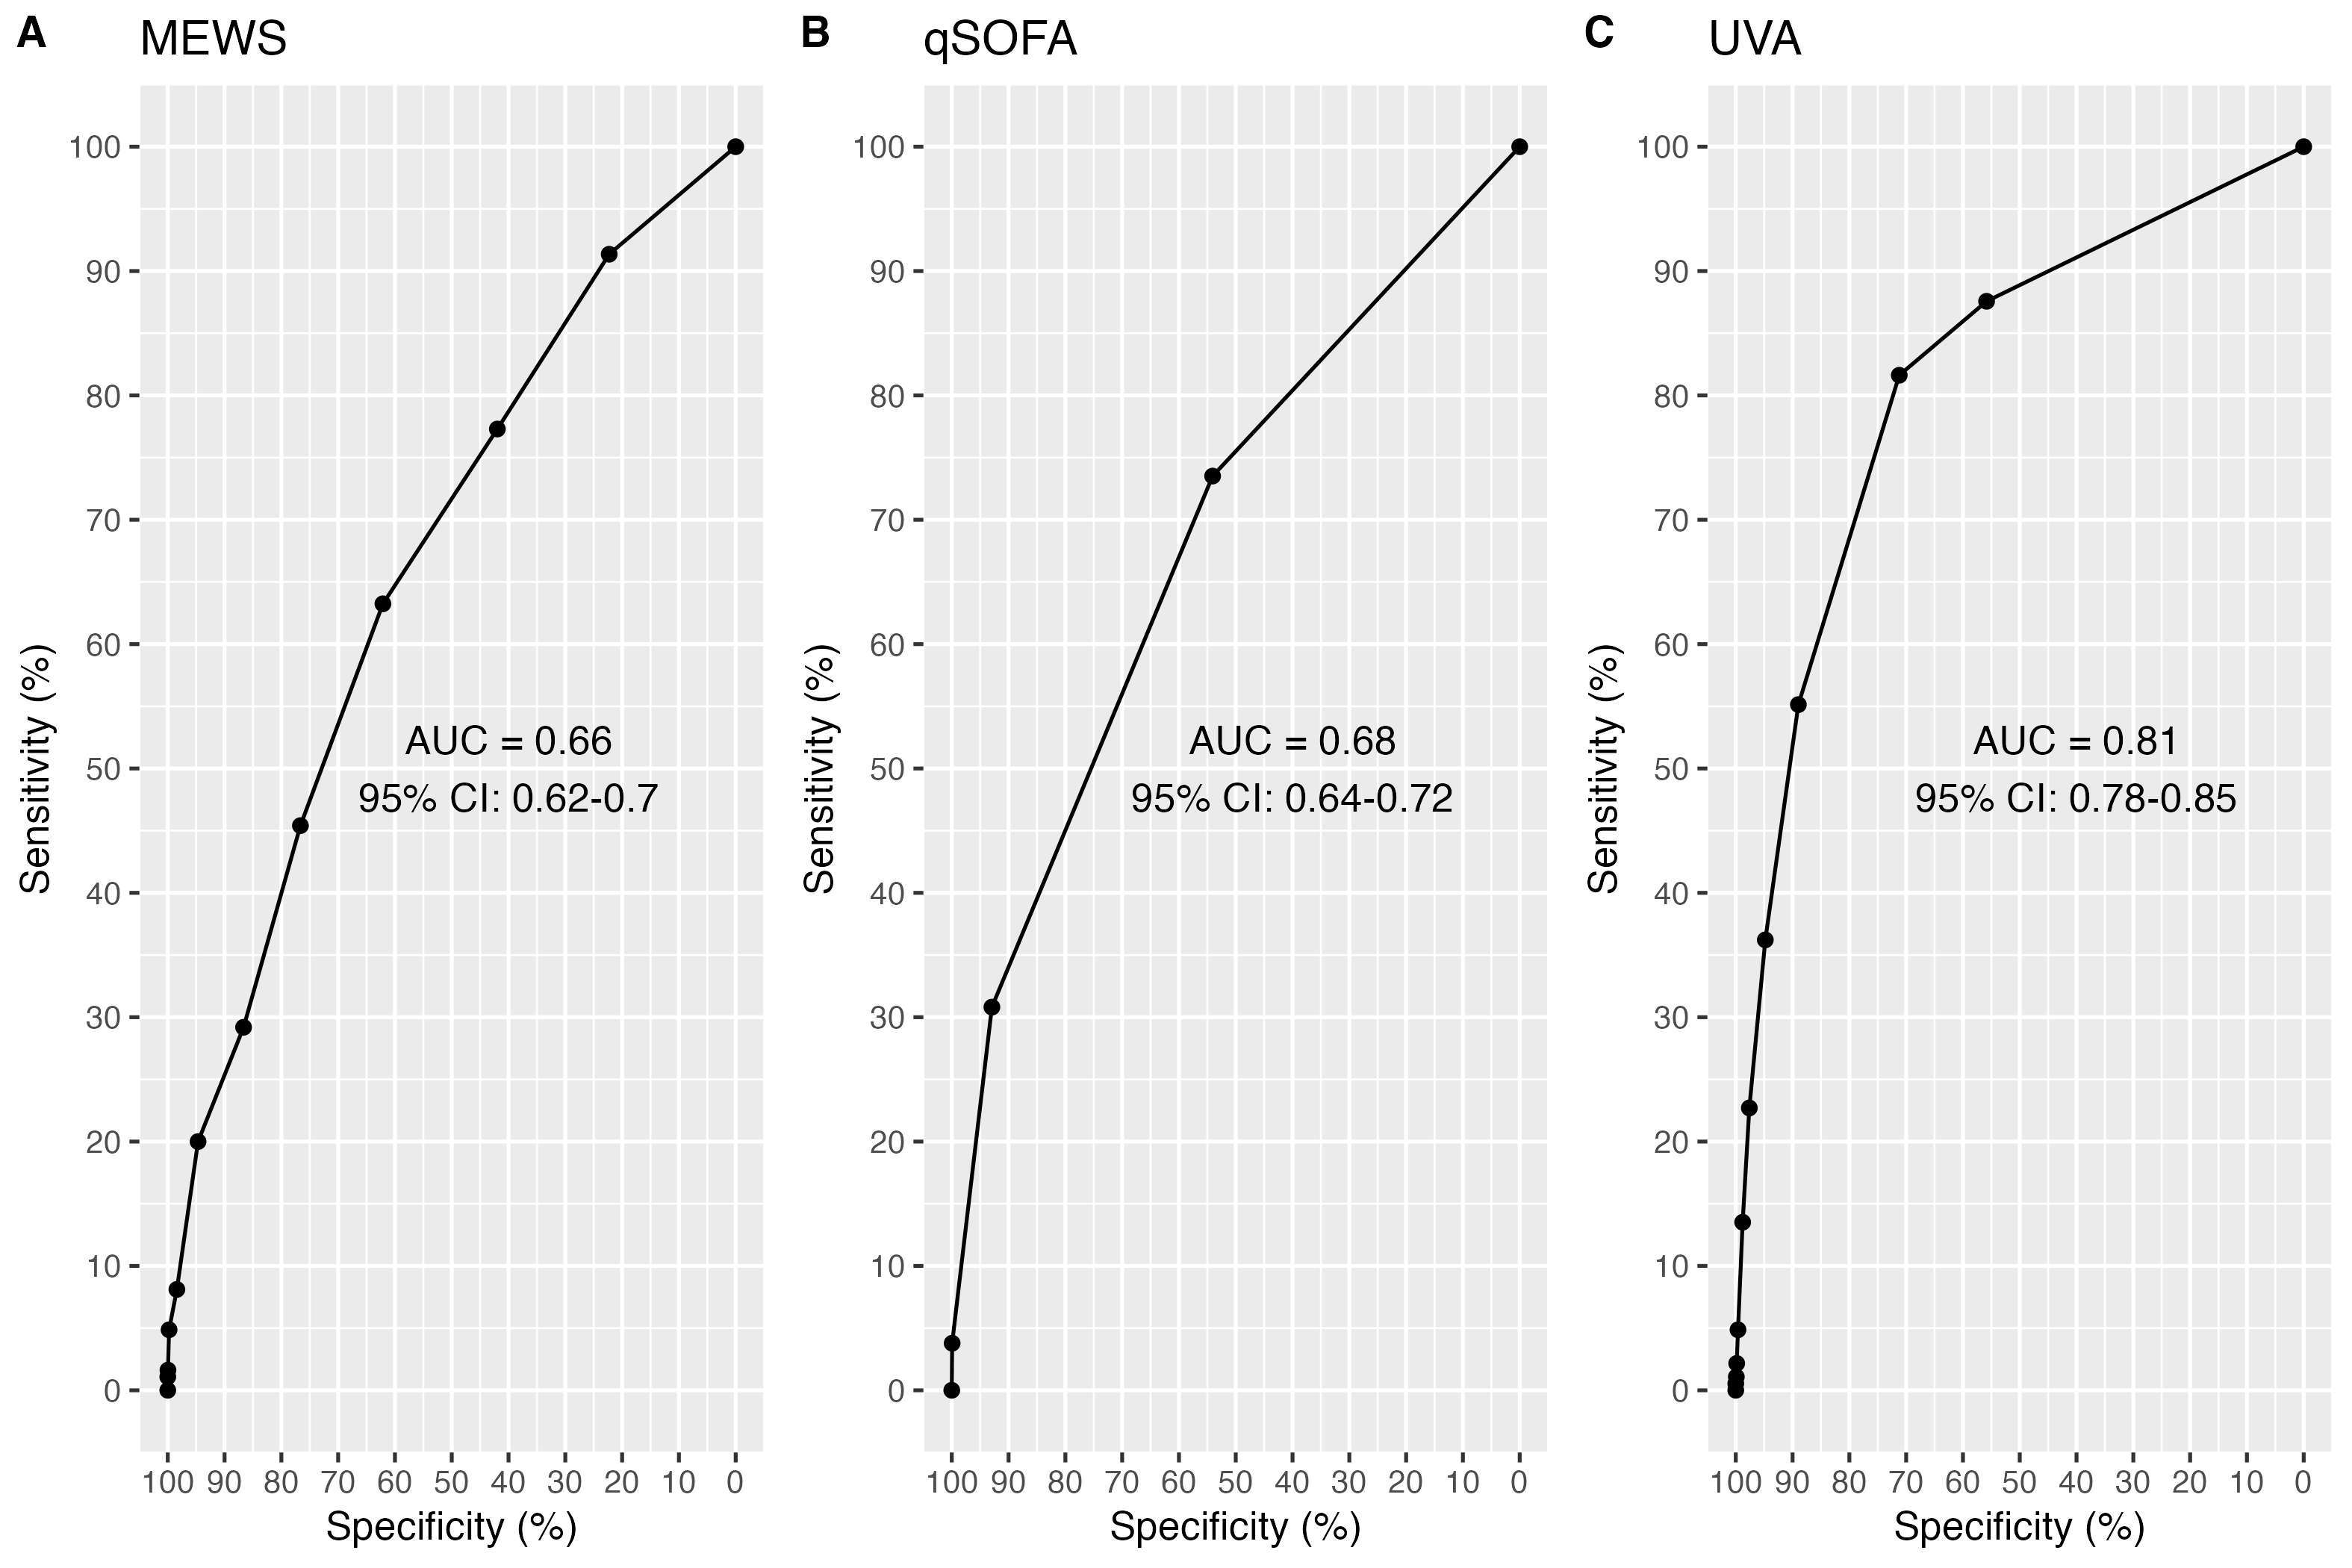 A MEWS
100
90
80
70
60
50
40
30
20
10
0
Sensitivity (%)
AUC = 0.66
95% CI: 0.62-0.7
100 90 80 70 60 50 40 30 20 10 0
Specificity (%)
B qSOFA
100
90
80
70
60
50
40
30
20
10
0
Sensitivity (%)
AUC = 0.68
95% CI: 0.64-0.72
100 90 80 70 60 50 40 30 20 10 0
Specificity (%)
C UVA
100
90
80
70
60
50
40
30
20
10
0
Sensitivity (%)
AUC = 0.81
95% CI: 0.78-0.85
100 90 80 70 60 50 40 30 20 10 0
Specificity (%)